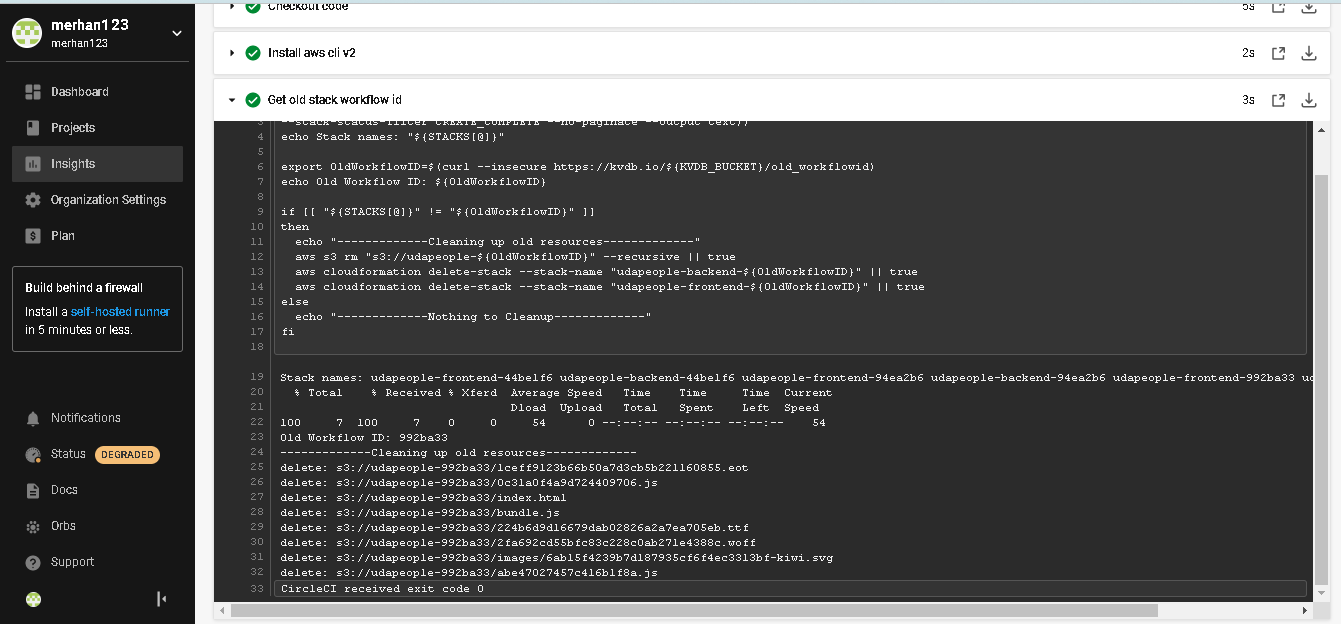 merhan123
merhan123
Dashboard
Projects
Insights
Organization Settings
Plan
Build behind a firewall
Install a self-hosted runner
in 5 minutes or less.
Notifications
Status DEGRADED
Docs
Orbs
Support
Checkout code 5s
Install aws cli v2 2s
Get old stack workflow id 3s
3 --stack-status-filter CREATE_COMPLETE --no-paginate --output text))
4 echo Stack names: "${STACKS[@]}"
5
6 export OldWorkflowID=$(curl --insecure https://kvdb.io/${KVDB_BUCKET}/old_workflowid)
7 echo Old Workflow ID: ${OldWorkflowID}
8
9 if [[ "${STACKS[@]}" != "${OldWorkflowID}" ]]
10 then
11 echo "-------------Cleaning up old resources-------------"
12 aws s3 rm "s3://udapeople-${OldWorkflowID}" --recursive || true
13 aws cloudformation delete-stack --stack-name "udapeople-backend-${OldWorkflowID}" || true
14 aws cloudformation delete-stack --stack-name "udapeople-frontend-${OldWorkflowID}" || true
15 else
16 echo "-------------Nothing to Cleanup-------------"
17 fi
18
19 Stack names: udapeople-frontend-44be1f6 udapeople-backend-44be1f6 udapeople-frontend-94ea2b6 udapeople-backend-94ea2b6 udapeople-frontend-992ba33
20 % Total % Received % Xferd Average Speed Time Time Time Current
21 Dload Upload Total Spent Left Speed
22 100 7 100 7 0 0 54 0 --:--:-- --:--:-- --:--:-- 54
23 Old Workflow ID: 992ba33
24 -------------Cleaning up old resources-------------
25 delete: s3://udapeople-992ba33/1ceff9123b66b50a7d3cb5b221160855.eot
26 delete: s3://udapeople-992ba33/0c31a0f4a9d724409706.js
27 delete: s3://udapeople-992ba33/index.html
28 delete: s3://udapeople-992ba33/bundle.js
29 delete: s3://udapeople-992ba33/224b6d9d16679dab02826a2a7ea705eb.ttf
30 delete: s3://udapeople-992ba33/2fa692cd55bfc83c228c0ab271e4388c.woff
31 delete: s3://udapeople-992ba33/images/6ab15f4239b7d187935cf6f4ec3313bf-kiwi.svg
32 delete: s3://udapeople-992ba33/abe47027457c416b1f8a.js
33 CircleCI received exit code 0